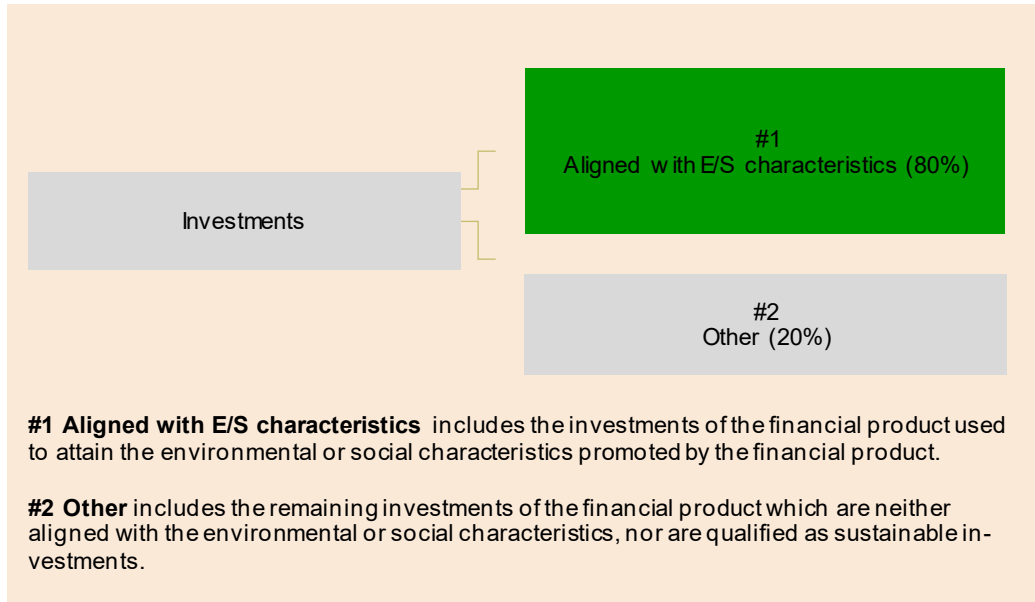 #1
Aligned with E/S characteristics (80%)
Investments
#2
Other (20%)
#1 Aligned with E/S characteristics includes the investments of the financial product used
to attain the environmental or social characteristics promoted by the financial product.
#2 Other includes the remaining investments of the financial product which are neither
aligned with the environmental or social characteristics, nor are qualified as sustainable in-
vestments.